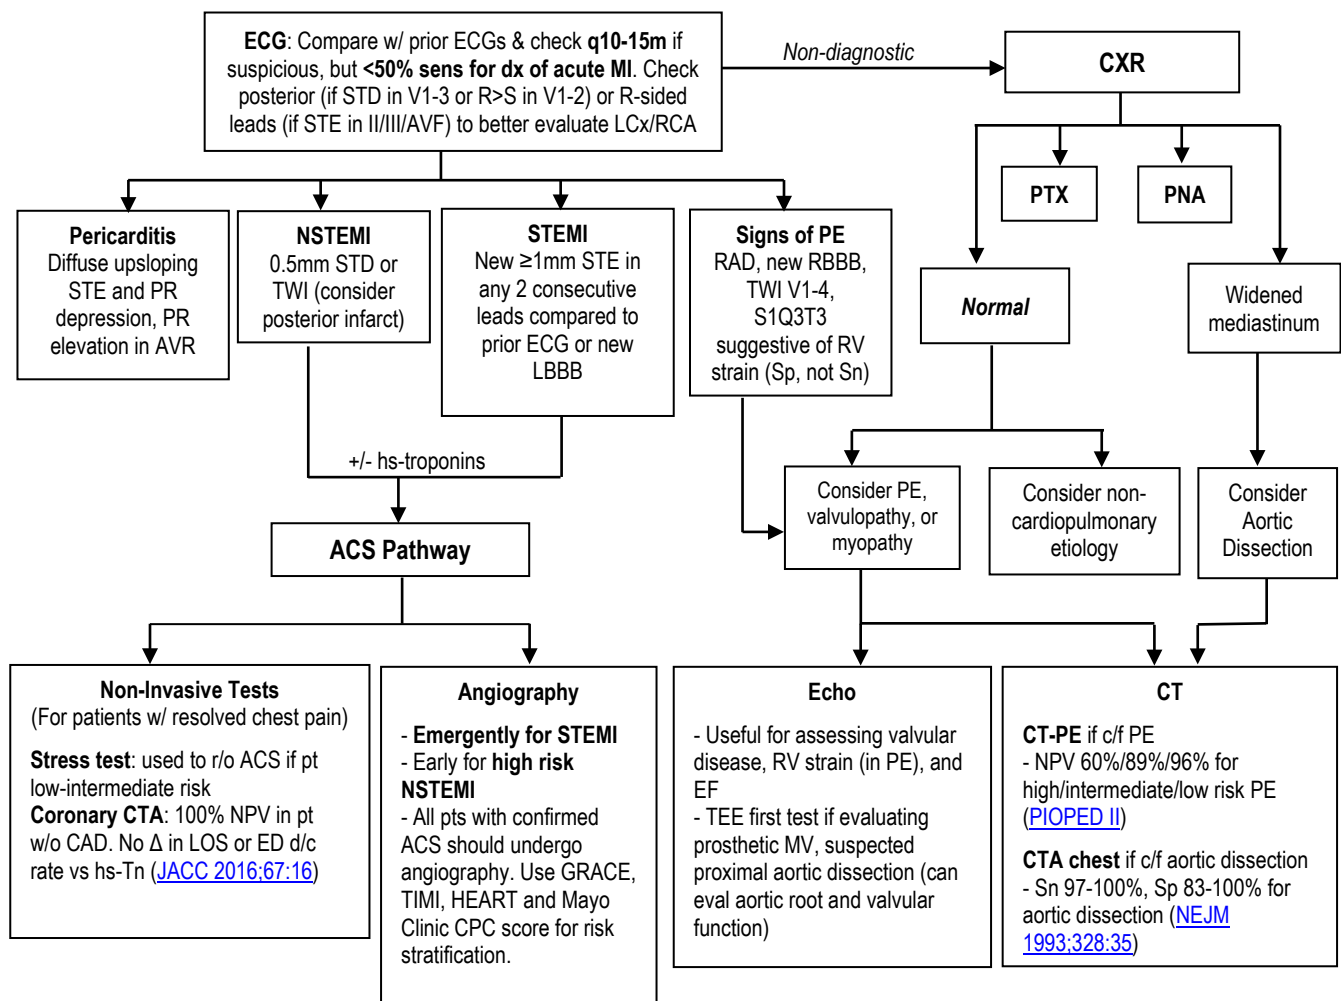 ECG: Compare w/ prior ECGs & check q10-15m if
suspicious, but <50% sens for dx of acute MI. Check
posterior (if STD in V1-3 or R>S in V1-2) or R-sided
leads (if STE in II/III/AVF) to better evaluate LCx/RCA
Non-diagnostic
CXR
Pericarditis
Diffuse upsloping
STE and PR
depression, PR
elevation in AVR
NSTEMI
0.5mm STD or
TWI (consider
posterior infarct)
STEMI
New ≥1mm STE in
any 2 consecutive
leads compared to
prior ECG or new
LBBB
Signs of PE
RAD, new RBBB,
TWI V1-4,
S1Q3T3
suggestive of RV
strain (Sp, not Sn)
PTX
PNA
Normal
Widened
mediastinum
+/- hs-troponins
ACS Pathway
Consider PE,
valvulopathy, or
myopathy
Consider non-
cardiopulmonary
etiology
Consider
Aortic
Dissection
Non-Invasive Tests
(For patients w/ resolved chest pain)
Stress test: used to r/o ACS if pt
low-intermediate risk
Coronary CTA: 100% NPV in pt
w/o CAD. No Δ in LOS or ED d/c
rate vs hs-Tn (JACC 2016;67:16)
Angiography
- Emergently for STEMI
- Early for high risk
NSTEMI
- All pts with confirmed
ACS should undergo
angiography. Use GRACE,
TIMI, HEART and Mayo
Clinic CPC score for risk
stratification.
Echo
- Useful for assessing valvular
disease, RV strain (in PE), and
EF
- TEE first test if evaluating
prosthetic MV, suspected
proximal aortic dissection (can
eval aortic root and valvular
function)
CT
CT-PE if c/f PE
- NPV 60%/89%/96% for
high/intermediate/low risk PE
(PIOPED II)
CTA chest if c/f aortic dissection
- Sn 97-100%, Sp 83-100% for
aortic dissection (NEJM
1993;328:35)